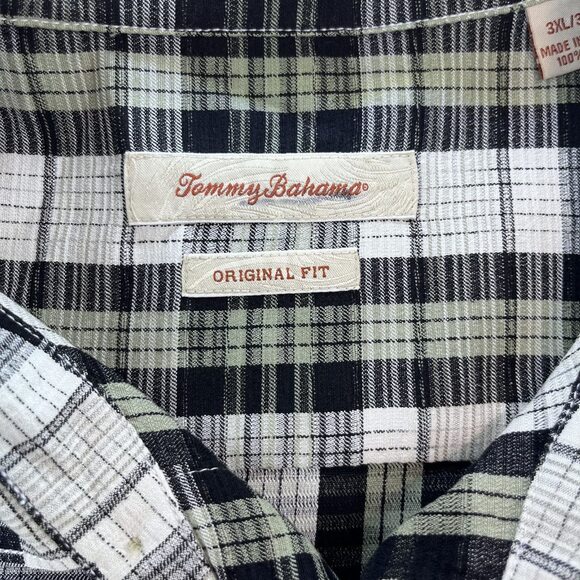 Tommy Bahama®
ORIGINAL FIT
3XL/
MADE IN
100%